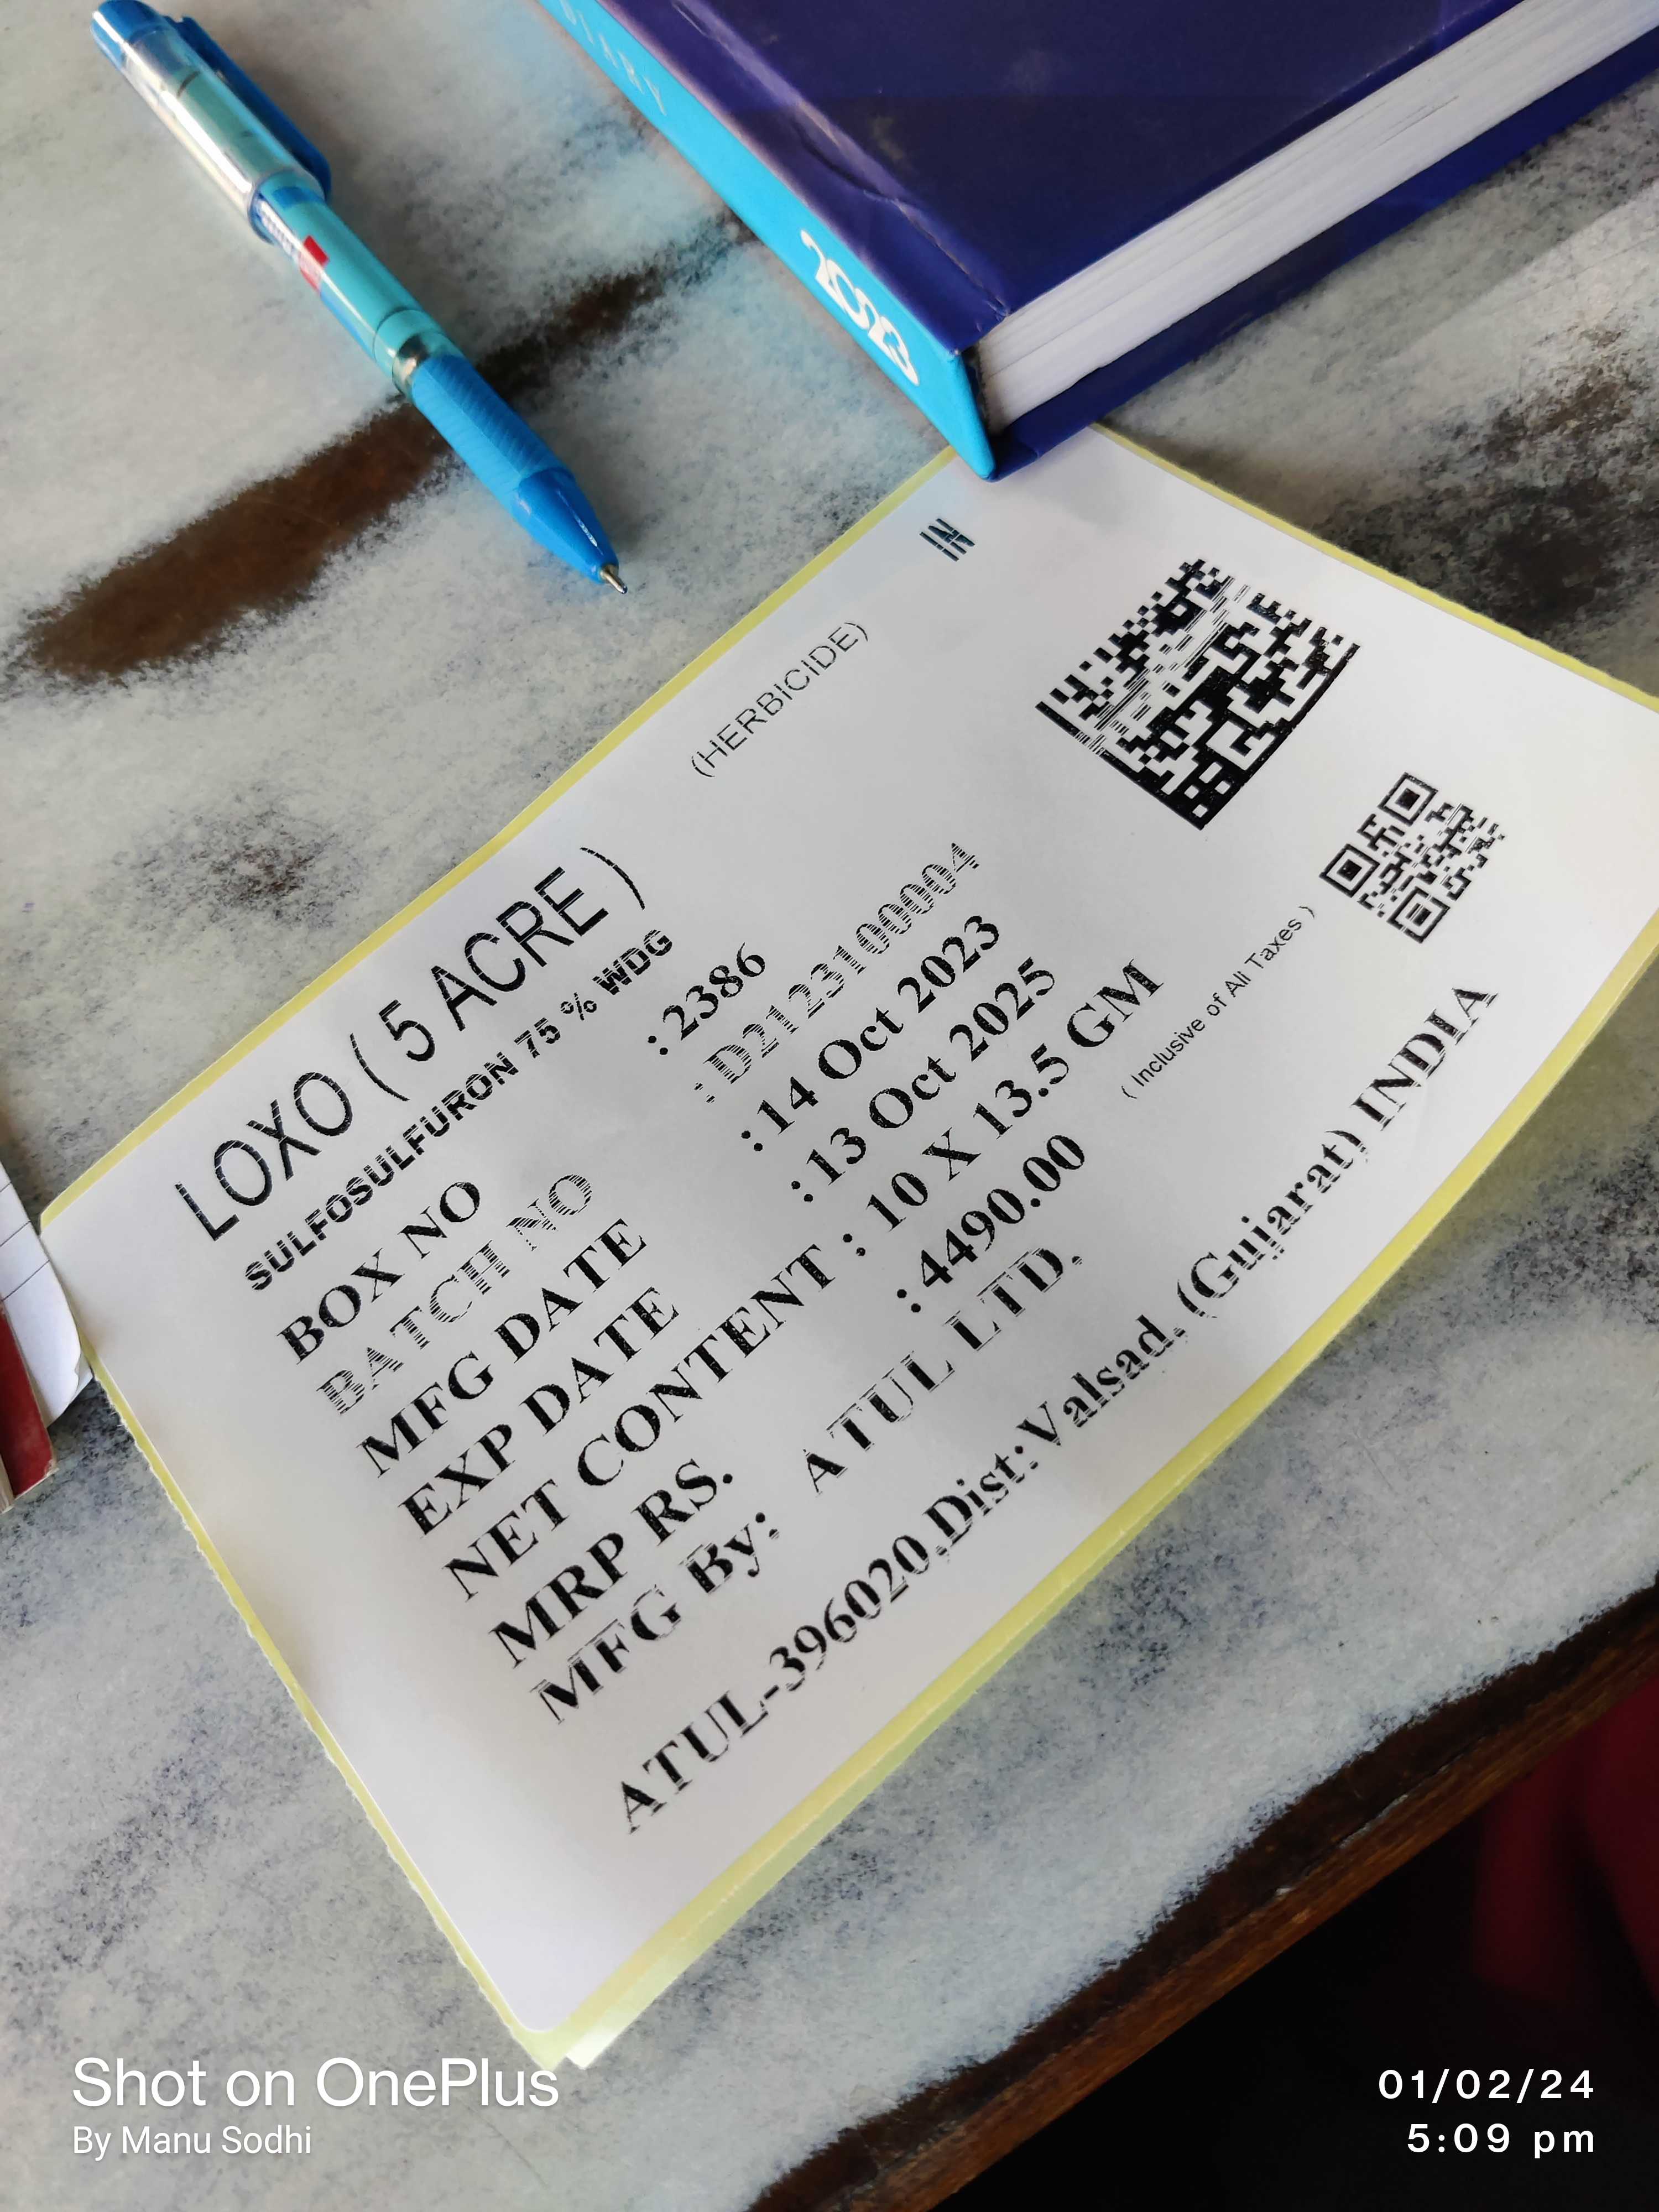 DIARY
2023
IN
(HERBICIDE)
LOXO ( 5 ACRE )
SULFOSULFURON 75 % WDG
BOX NO : 2386
BATCH NO : D2123100004
MFG DATE : 14 Oct 2023
EXP DATE : 13 Oct 2025
NET CONTENT : 10 X 13.5 GM
MRP RS. : 4490.00 ( Inclusive of All Taxes )
MFG By: ATUL LTD.
ATUL-396020,Dist:Valsad, (Gujarat) INDIA
Shot on OnePlus
By Manu Sodhi
01/02/24
5:09 pm